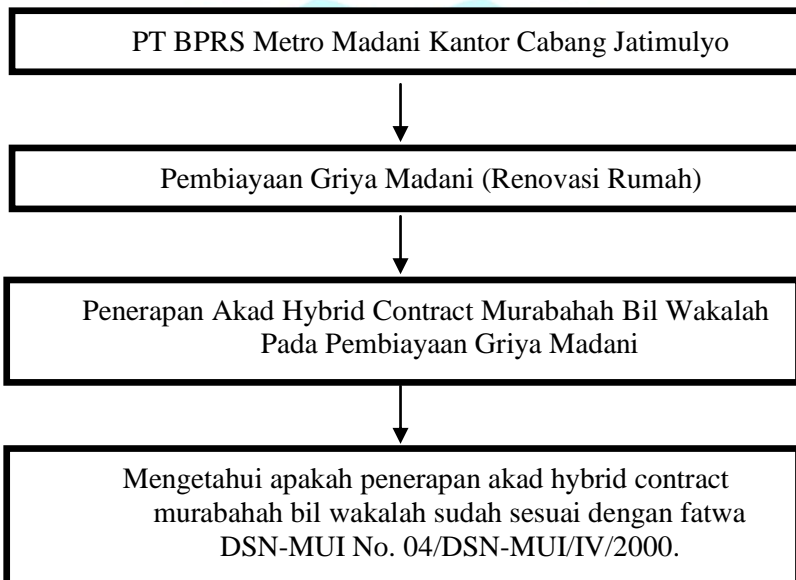 PT BPRS Metro Madani Kantor Cabang Jatimulyo
Pembiayaan Griya Madani (Renovasi Rumah)
Penerapan Akad Hybrid Contract Murabahah Bil Wakalah
Pada Pembiayaan Griya Madani
Mengetahui apakah penerapan akad hybrid contract
murabahah bil wakalah sudah sesuai dengan fatwa
DSN-MUI No. 04/DSN-MUI/IV/2000.